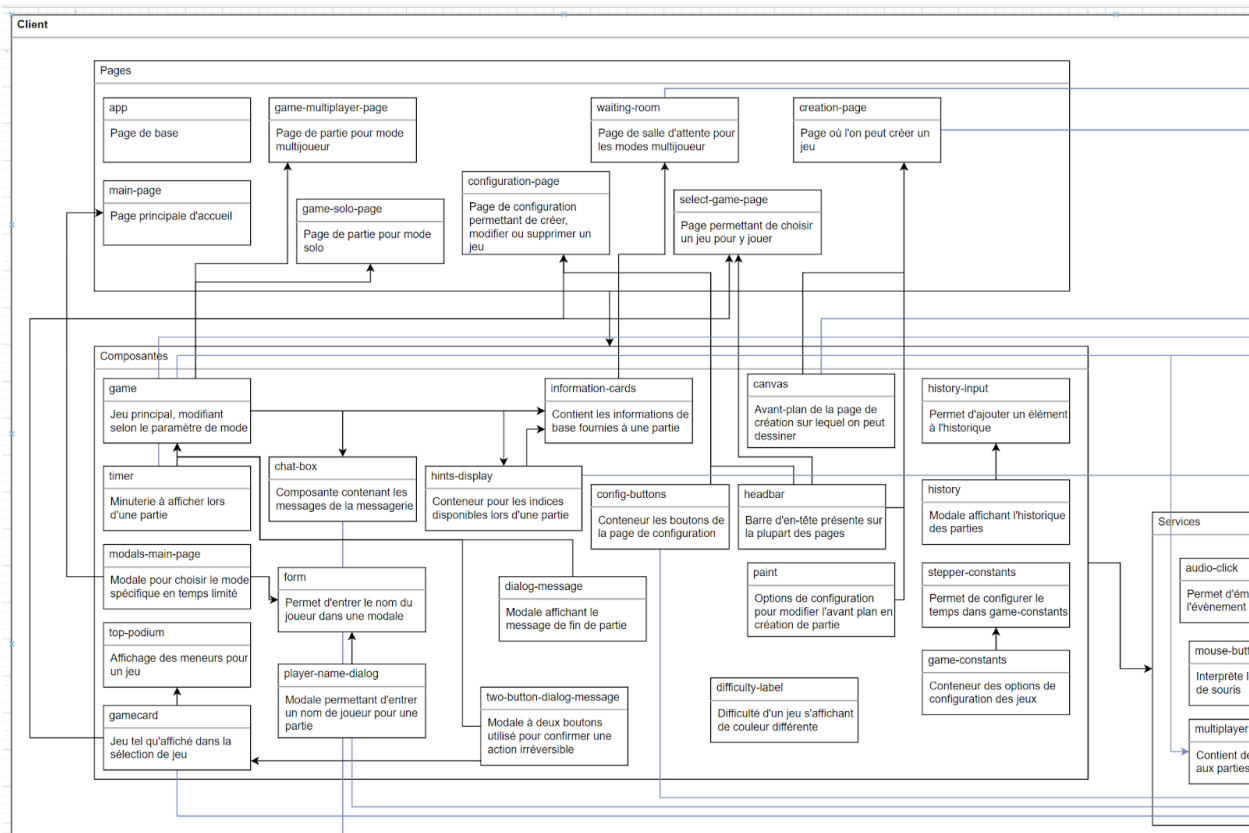 Client
Pages
app
Page de base
game-multiplayer-page
Page de partie pour mode
multijoueur
waiting-room
Page de salle d'attente pour
les modes multijoueur
creation-page
Page où l'on peut créer un
jeu
main-page
Page principale d'accueil
game-solo-page
Page de partie pour mode
solo
configuration-page
Page de configuration
permettant de créer,
modifier ou supprimer un
jeu
select-game-page
Page permettant de choisir
un jeu pour y jouer
Composantes
game
Jeu principal, modifiant
selon le paramètre de mode
information-cards
Contient les informations de
base fournies à une partie
canvas
Avant-plan de la page de
création sur lequel on peut
dessiner
history-input
Permet d'ajouter un élément
à l'historique
timer
Minuterie à afficher lors
d'une partie
chat-box
Composante contenant les
messages de la messagerie
hints-display
Conteneur pour les indices
disponibles lors d'une partie
config-buttons
Conteneur les boutons de
la page de configuration
headbar
Barre d'en-tête présente sur
la plupart des pages
history
Modale affichant l'historique
des parties
modals-main-page
Modale pour choisir le mode
spécifique en temps limité
form
Permet d'entrer le nom du
joueur dans une modale
dialog-message
Modale affichant le
message de fin de partie
paint
Options de configuration
pour modifier l'avant plan en
création de partie
stepper-constants
Permet de configurer le
temps dans game-constants
top-podium
Affichage des meneurs pour
un jeu
player-name-dialog
Modale permettant d'entrer
un nom de joueur pour une
partie
two-button-dialog-message
Modale à deux boutons
utilisé pour confirmer une
action irréversible
difficulty-label
Difficulté d'un jeu s'affichant
de couleur différente
game-constants
Conteneur des options de
configuration des jeux
gamecard
Jeu tel qu'affiché dans la
sélection de jeu
Services
audio-click
Permet d'ém
l'évènement
mouse-butt
Interprète l
de souris
multiplayer
Contient de
aux parties